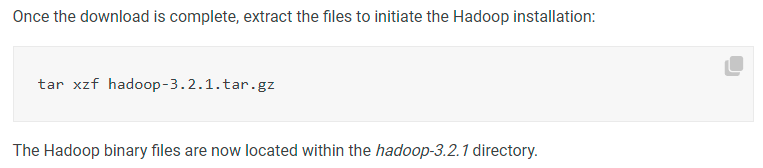 Once the download is complete, extract the files to initiate the Hadoop installation:
tar xzf hadoop-3.2.1.tar.gz
The Hadoop binary files are now located within the hadoop-3.2.1 directory.